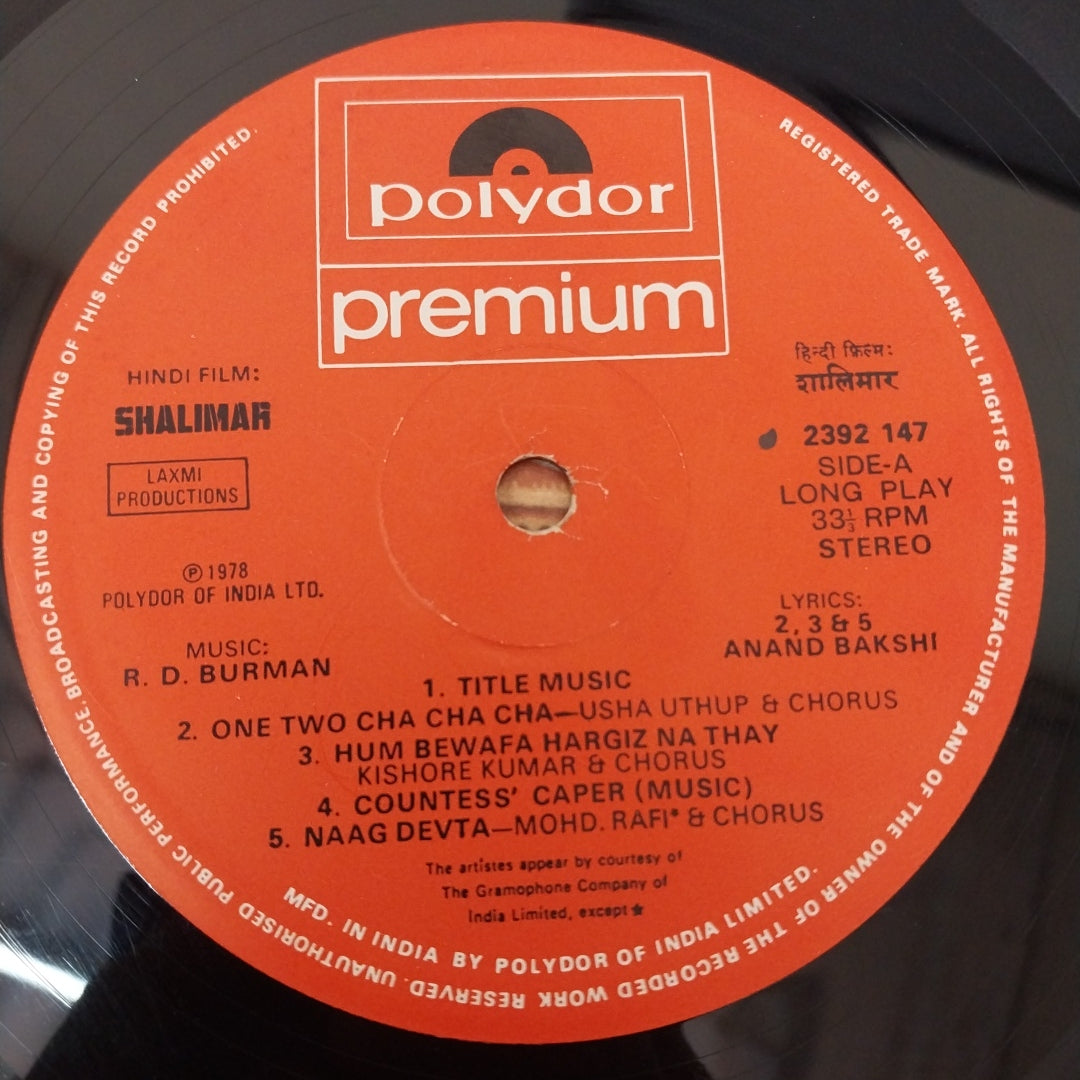 polydor
premium
HINDI FILM:
SHALIMAR
LAXMI
PRODUCTIONS
Ⓟ 1978
POLYDOR OF INDIA LTD.
MUSIC:
R. D. BURMAN
हिन्दी फ़िल्म:
शालिमार
2392 147
SIDE-A
LONG PLAY
33⅓ RPM
STEREO
LYRICS:
2, 3 & 5
ANAND BAKSHI
1. TITLE MUSIC
2. ONE TWO CHA CHA CHA—USHA UTHUP & CHORUS
3. HUM BEWAFA HARGIZ NA THAY
KISHORE KUMAR & CHORUS
4. COUNTESS' CAPER (MUSIC)
5. NAAG DEVTA—MOHD. RAFI* & CHORUS
The artistes appear by courtesy of
The Gramophone Company of
India Limited, except ★
MFD. IN INDIA BY POLYDOR OF INDIA LIMITED.
REGISTERED TRADE MARK. ALL RIGHTS OF THE MANUFACTURER AND OF THE OWNER OF THE RECORDED WORK RESERVED. UNAUTHORISED PUBLIC PERFORMANCE, BROADCASTING AND COPYING OF THIS RECORD PROHIBITED.